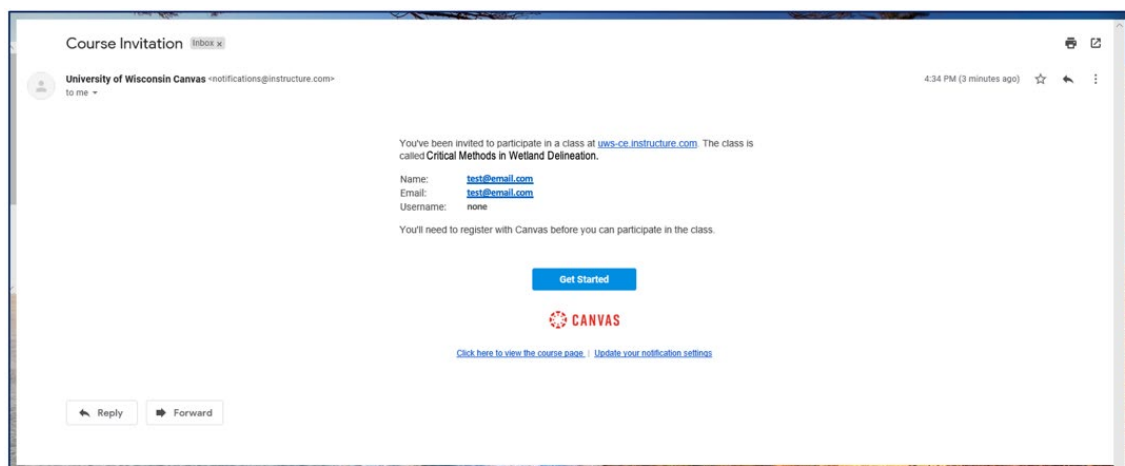 Course Invitation Inbox x
University of Wisconsin Canvas <notifications@instructure.com> 4:34 PM (3 minutes ago)
to me
You've been invited to participate in a class at uws-ce.instructure.com. The class is
called Critical Methods in Wetland Delineation.
Name: test@email.com
Email: test@email.com
Username: none
You'll need to register with Canvas before you can participate in the class.
Get Started
CANVAS
Click here to view the course page. | Update your notification settings
Reply Forward